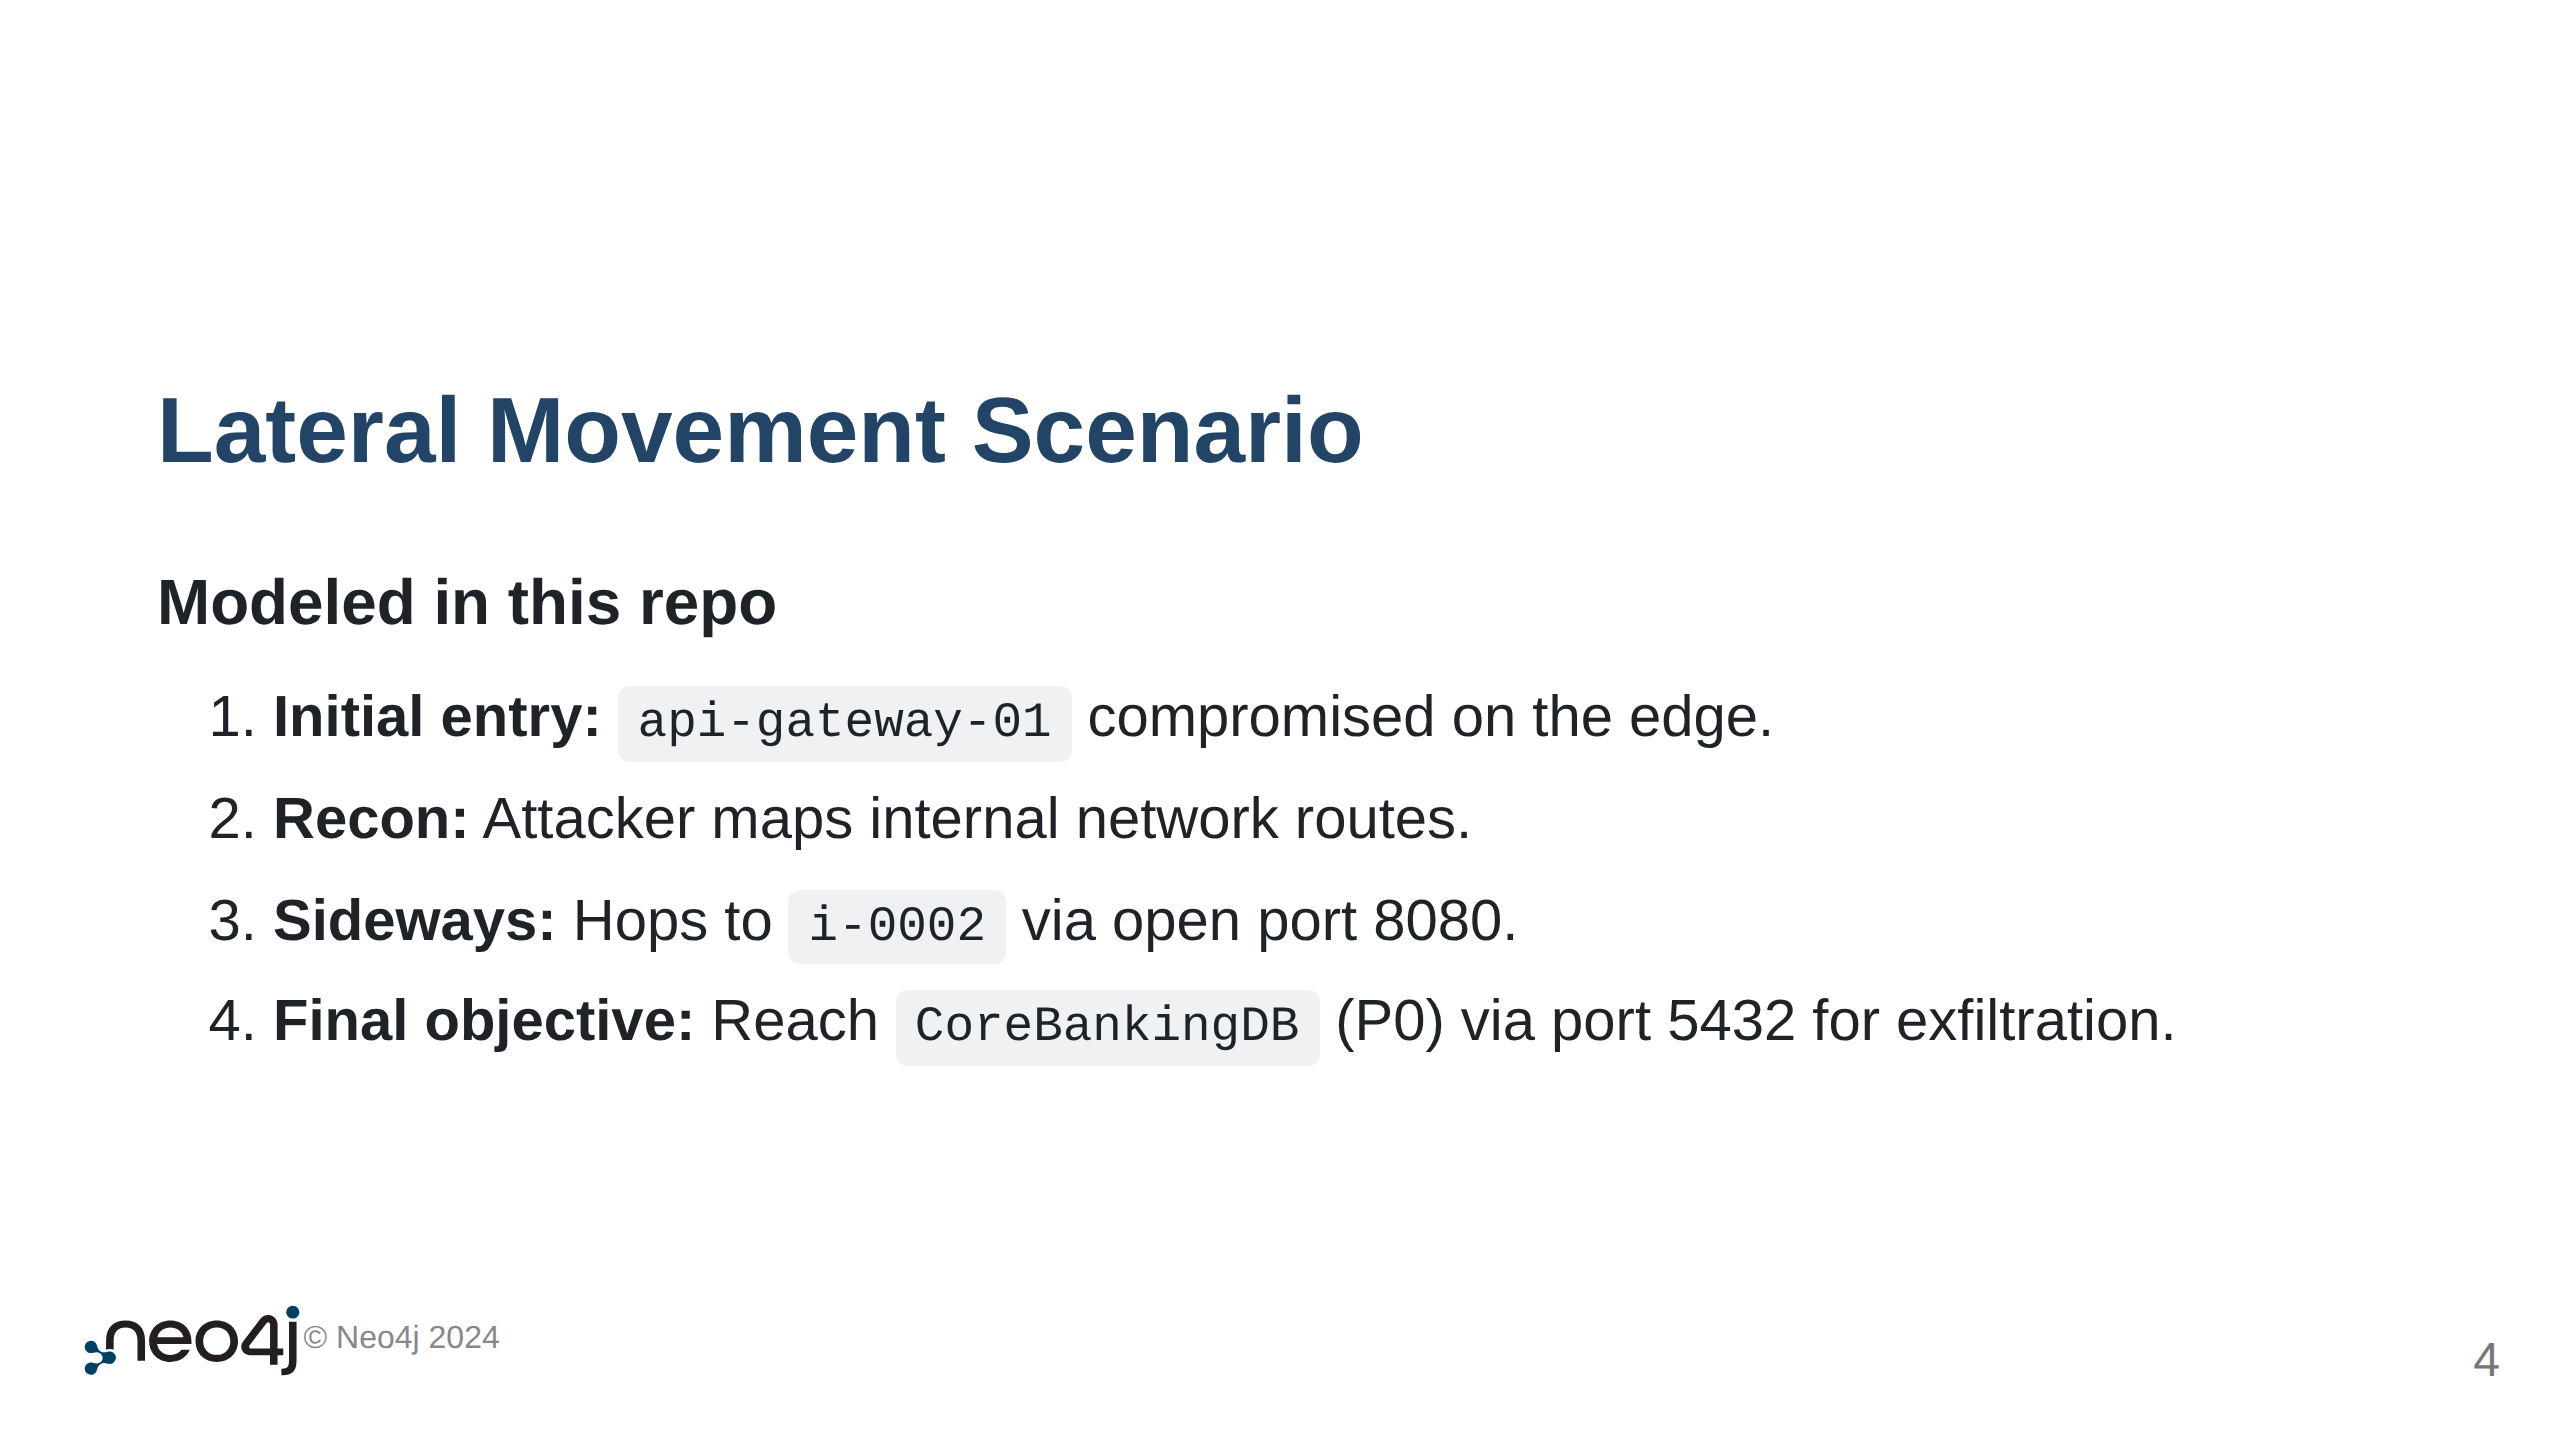 Lateral Movement Scenario
Modeled in this repo
1. Initial entry: api-gateway-01 compromised on the edge.
2. Recon: Attacker maps internal network routes.
3. Sideways: Hops to i-0002 via open port 8080.
4. Final objective: Reach CoreBankingDB (P0) via port 5432 for exfiltration.
neo4j © Neo4j 2024
4